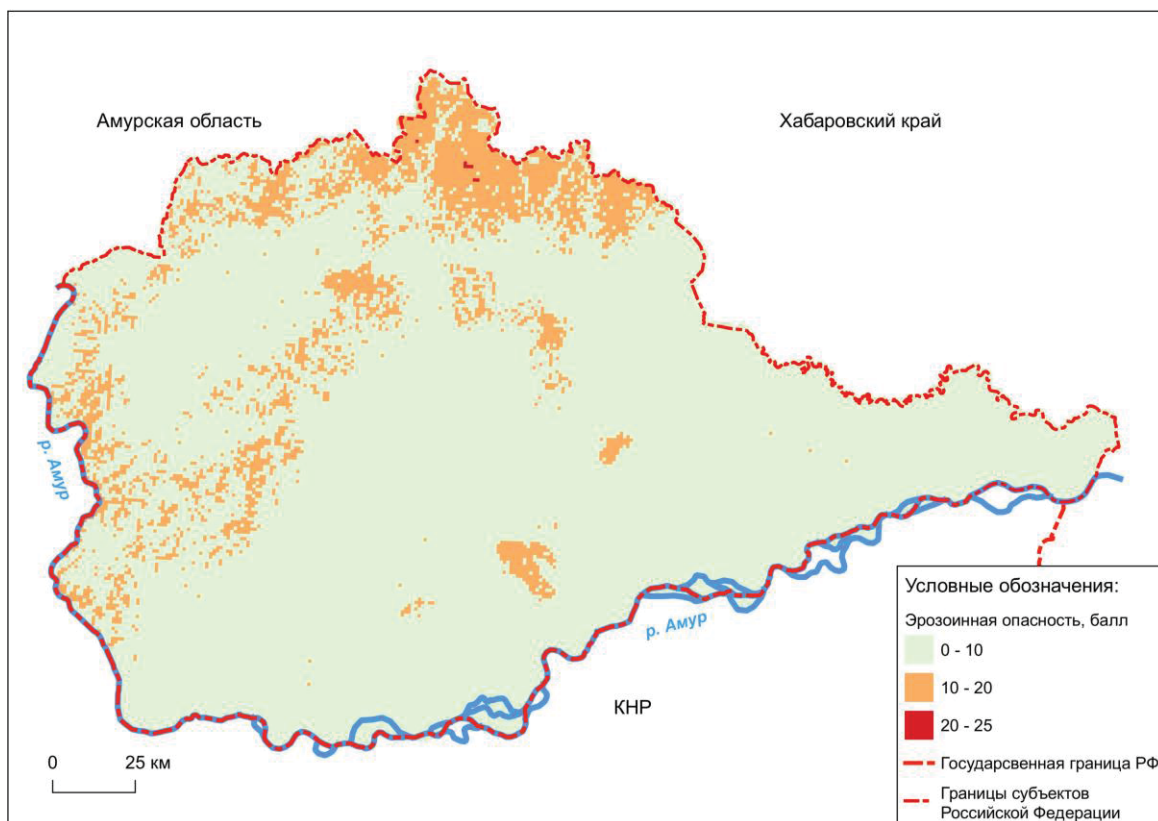 Амурская область
Хабаровский край
р. Амур
р. Амур
КНР
0 25 км
Условные обозначения:
Эрозоинная опасность, балл
0 - 10
10 - 20
20 - 25
Государсвенная граница РФ
Границы субъектов
Российской Федерации